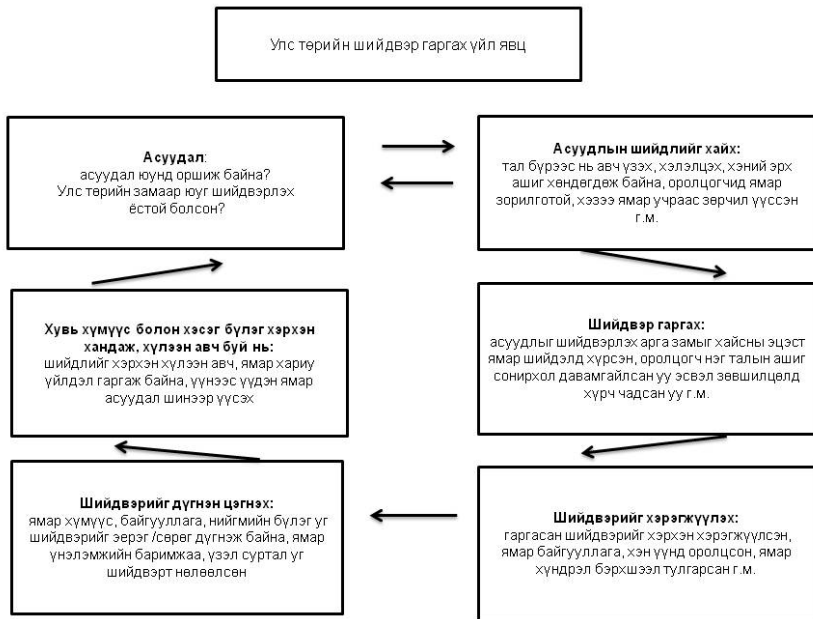 Улс төрийн шийдвэр гаргах үйл явц
Асуудал:
асуудал юунд оршиж байна?
Улс төрийн замаар юуг шийдвэрлэх
ёстой болсон?
Асуудлын шийдлийг хайх:
тал бүрээс нь авч үзэх, хэлэлцэх, хэний эрх
ашиг хөндөгдөж байна, оролцогчид ямар
зорилготой, хэзээ ямар учраас зөрчил үүссэн
г.м.
Шийдвэр гаргах:
асуудлыг шийдвэрлэх арга замыг хайсны эцэст
ямар шийдэлд хүрсэн, оролцогч нэг талын ашиг
сонирхол давамгайлсан уу эсвэл зөвшилцөлд
хүрч чадсан уу г.м.
Шийдвэрийг хэрэгжүүлэх:
гаргасан шийдвэрийг хэрхэн хэрэгжүүлсэн,
ямар байгууллага, хэн үүнд оролцсон, ямар
хүндрэл бэрхшээл тулгарсан г.м.
Шийдвэрийг дүгнэн цэгнэх:
ямар хүмүүс, байгууллага, нийгмийн бүлэг уг
шийдвэрийг эерэг /сөрөг дүгнэж байна, ямар
үнэлэмжийн баримжаа, үзэл суртал уг
шийдвэрт нөлөөлсөн
Хувь хүмүүс болон хэсэг бүлэг хэрхэн
хандаж, хүлээн авч буй нь:
шийдлийг хэрхэн хүлээн авч, ямар хариу
үйлдэл гаргаж байна, үүнээс үүдэн ямар
асуудал шинээр үүсэх